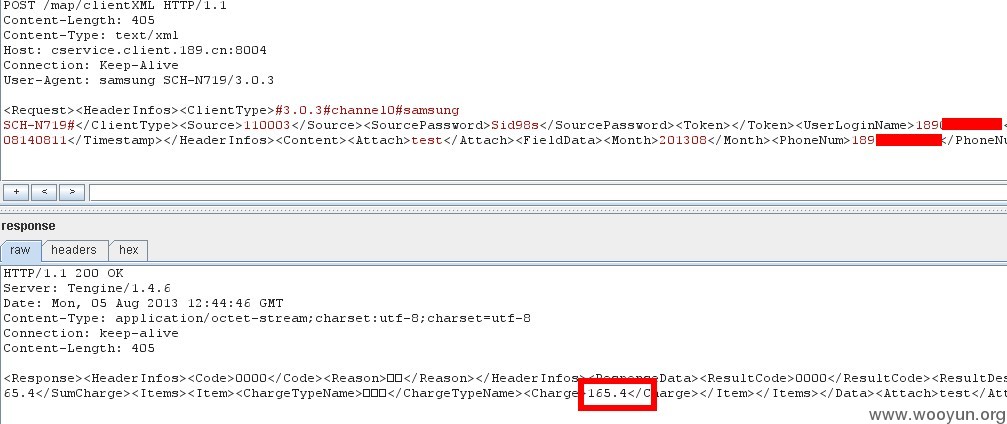 POST /map/clientXML HTTP/1.1
Content-Length: 405
Content-Type: text/xml
Host: cservice.client.189.cn:8004
Connection: Keep-Alive
User-Agent: samsung SCH-N719/3.0.3
<Request><HeaderInfos><ClientType>#3.0.3#channel0#samsung
SCH-N719#</ClientType><Source>110003</Source><SourcePassword>Sid98s</SourcePassword><Token></Token><UserLoginName>189
08140811</Timestamp></HeaderInfos><Content><Attach>test</Attach><FieldData><Month>201308</Month><PhoneNum>189 </PhoneNu
+ < >
response
raw headers hex
HTTP/1.1 200 OK
Server: Tengine/1.4.6
Date: Mon, 05 Aug 2013 12:44:46 GMT
Content-Type: application/octet-stream;charset:utf-8;charset=utf-8
Connection: keep-alive
Content-Length: 405
<Response><HeaderInfos><Code>0000</Code><Reason>□□</Reason></HeaderInfos><ResponseData><ResultCode>0000</ResultCode><ResultDes
65.4</SumCharge><Items><Item><ChargeTypeName>□□□</ChargeTypeName><Charge>165.4</Charge></Item></Items></Data><Attach>test</Att
www.wooyun.org